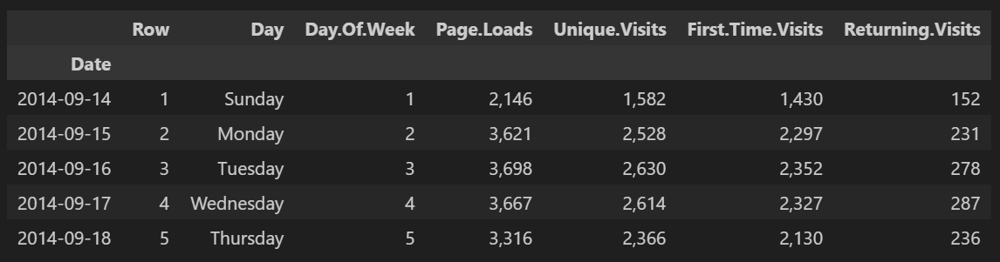 Row Day Day.Of.Week Page.Loads Unique.Visits First.Time.Visits Returning.Visits
Date
2014-09-14 1 Sunday 1 2,146 1,582 1,430 152
2014-09-15 2 Monday 2 3,621 2,528 2,297 231
2014-09-16 3 Tuesday 3 3,698 2,630 2,352 278
2014-09-17 4 Wednesday 4 3,667 2,614 2,327 287
2014-09-18 5 Thursday 5 3,316 2,366 2,130 236